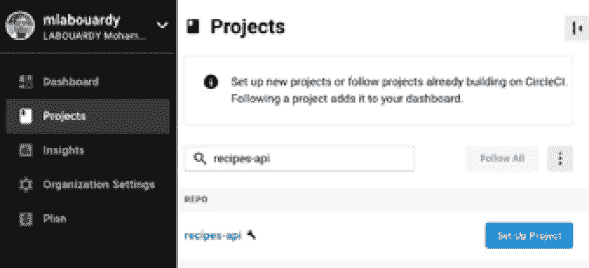 mlabouardy
LABOUARDY Moham...
Dashboard
Projects
Insights
Organization Settings
Plan
Projects
Set up new projects or follow projects already building on CircleCI.
Following a project adds it to your dashboard.
recipes-api
Follow All
REPO
recipes-api
Set Up Project